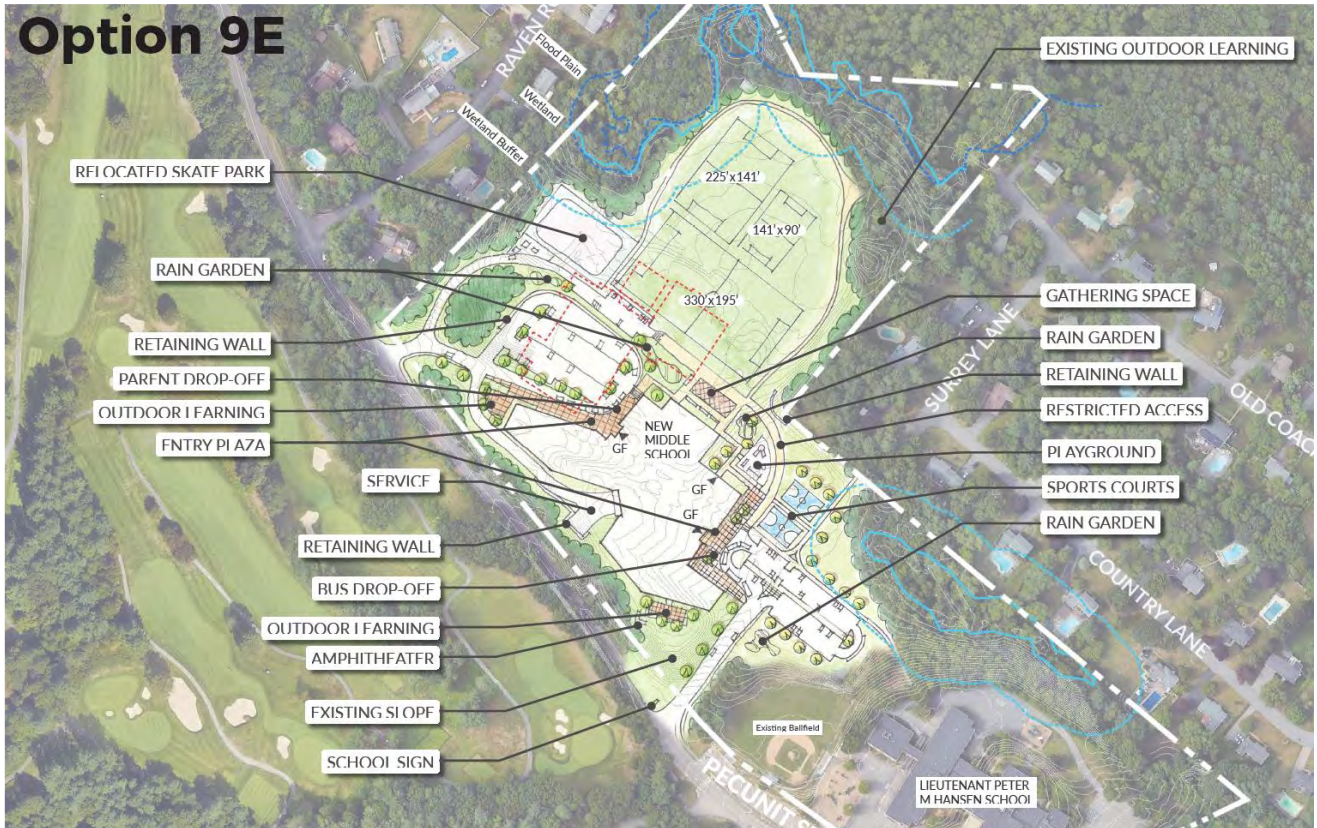 Option 9E
RAVEN R
Flood Plain
Wetland
Wetland Buffer
EXISTING OUTDOOR LEARNING
RELOCATED SKATE PARK
225'x141'
141'x90'
330'x195'
RAIN GARDEN
RETAINING WALL
PARENT DROP-OFF
OUTDOOR LEARNING
ENTRY PLAZA
SERVICE
RETAINING WALL
BUS DROP-OFF
OUTDOOR LEARNING
AMPHITHEATER
EXISTING SLOPE
SCHOOL SIGN
NEW
MIDDLE
SCHOOL
GF
GF
GF
GATHERING SPACE
RAIN GARDEN
RETAINING WALL
RESTRICTED ACCESS
PLAYGROUND
SPORTS COURTS
RAIN GARDEN
SURREY LANE
OLD COAC
COUNTRY LANE
Existing Ballfield
PECUNIT S
LIEUTENANT PETER
M HANSEN SCHOOL